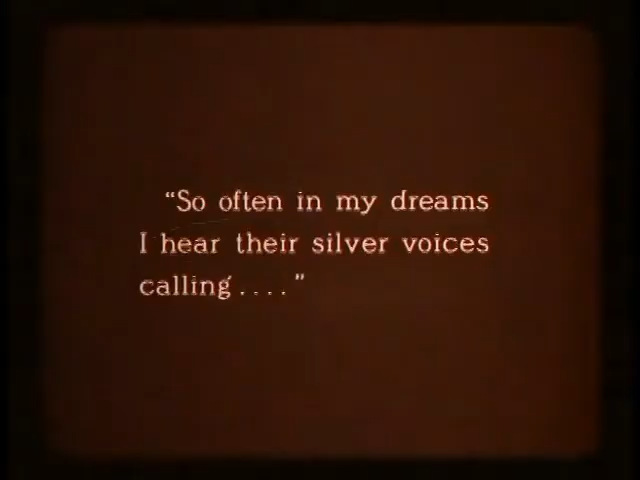 “So often in my dreams
I hear their silver voices
calling....”